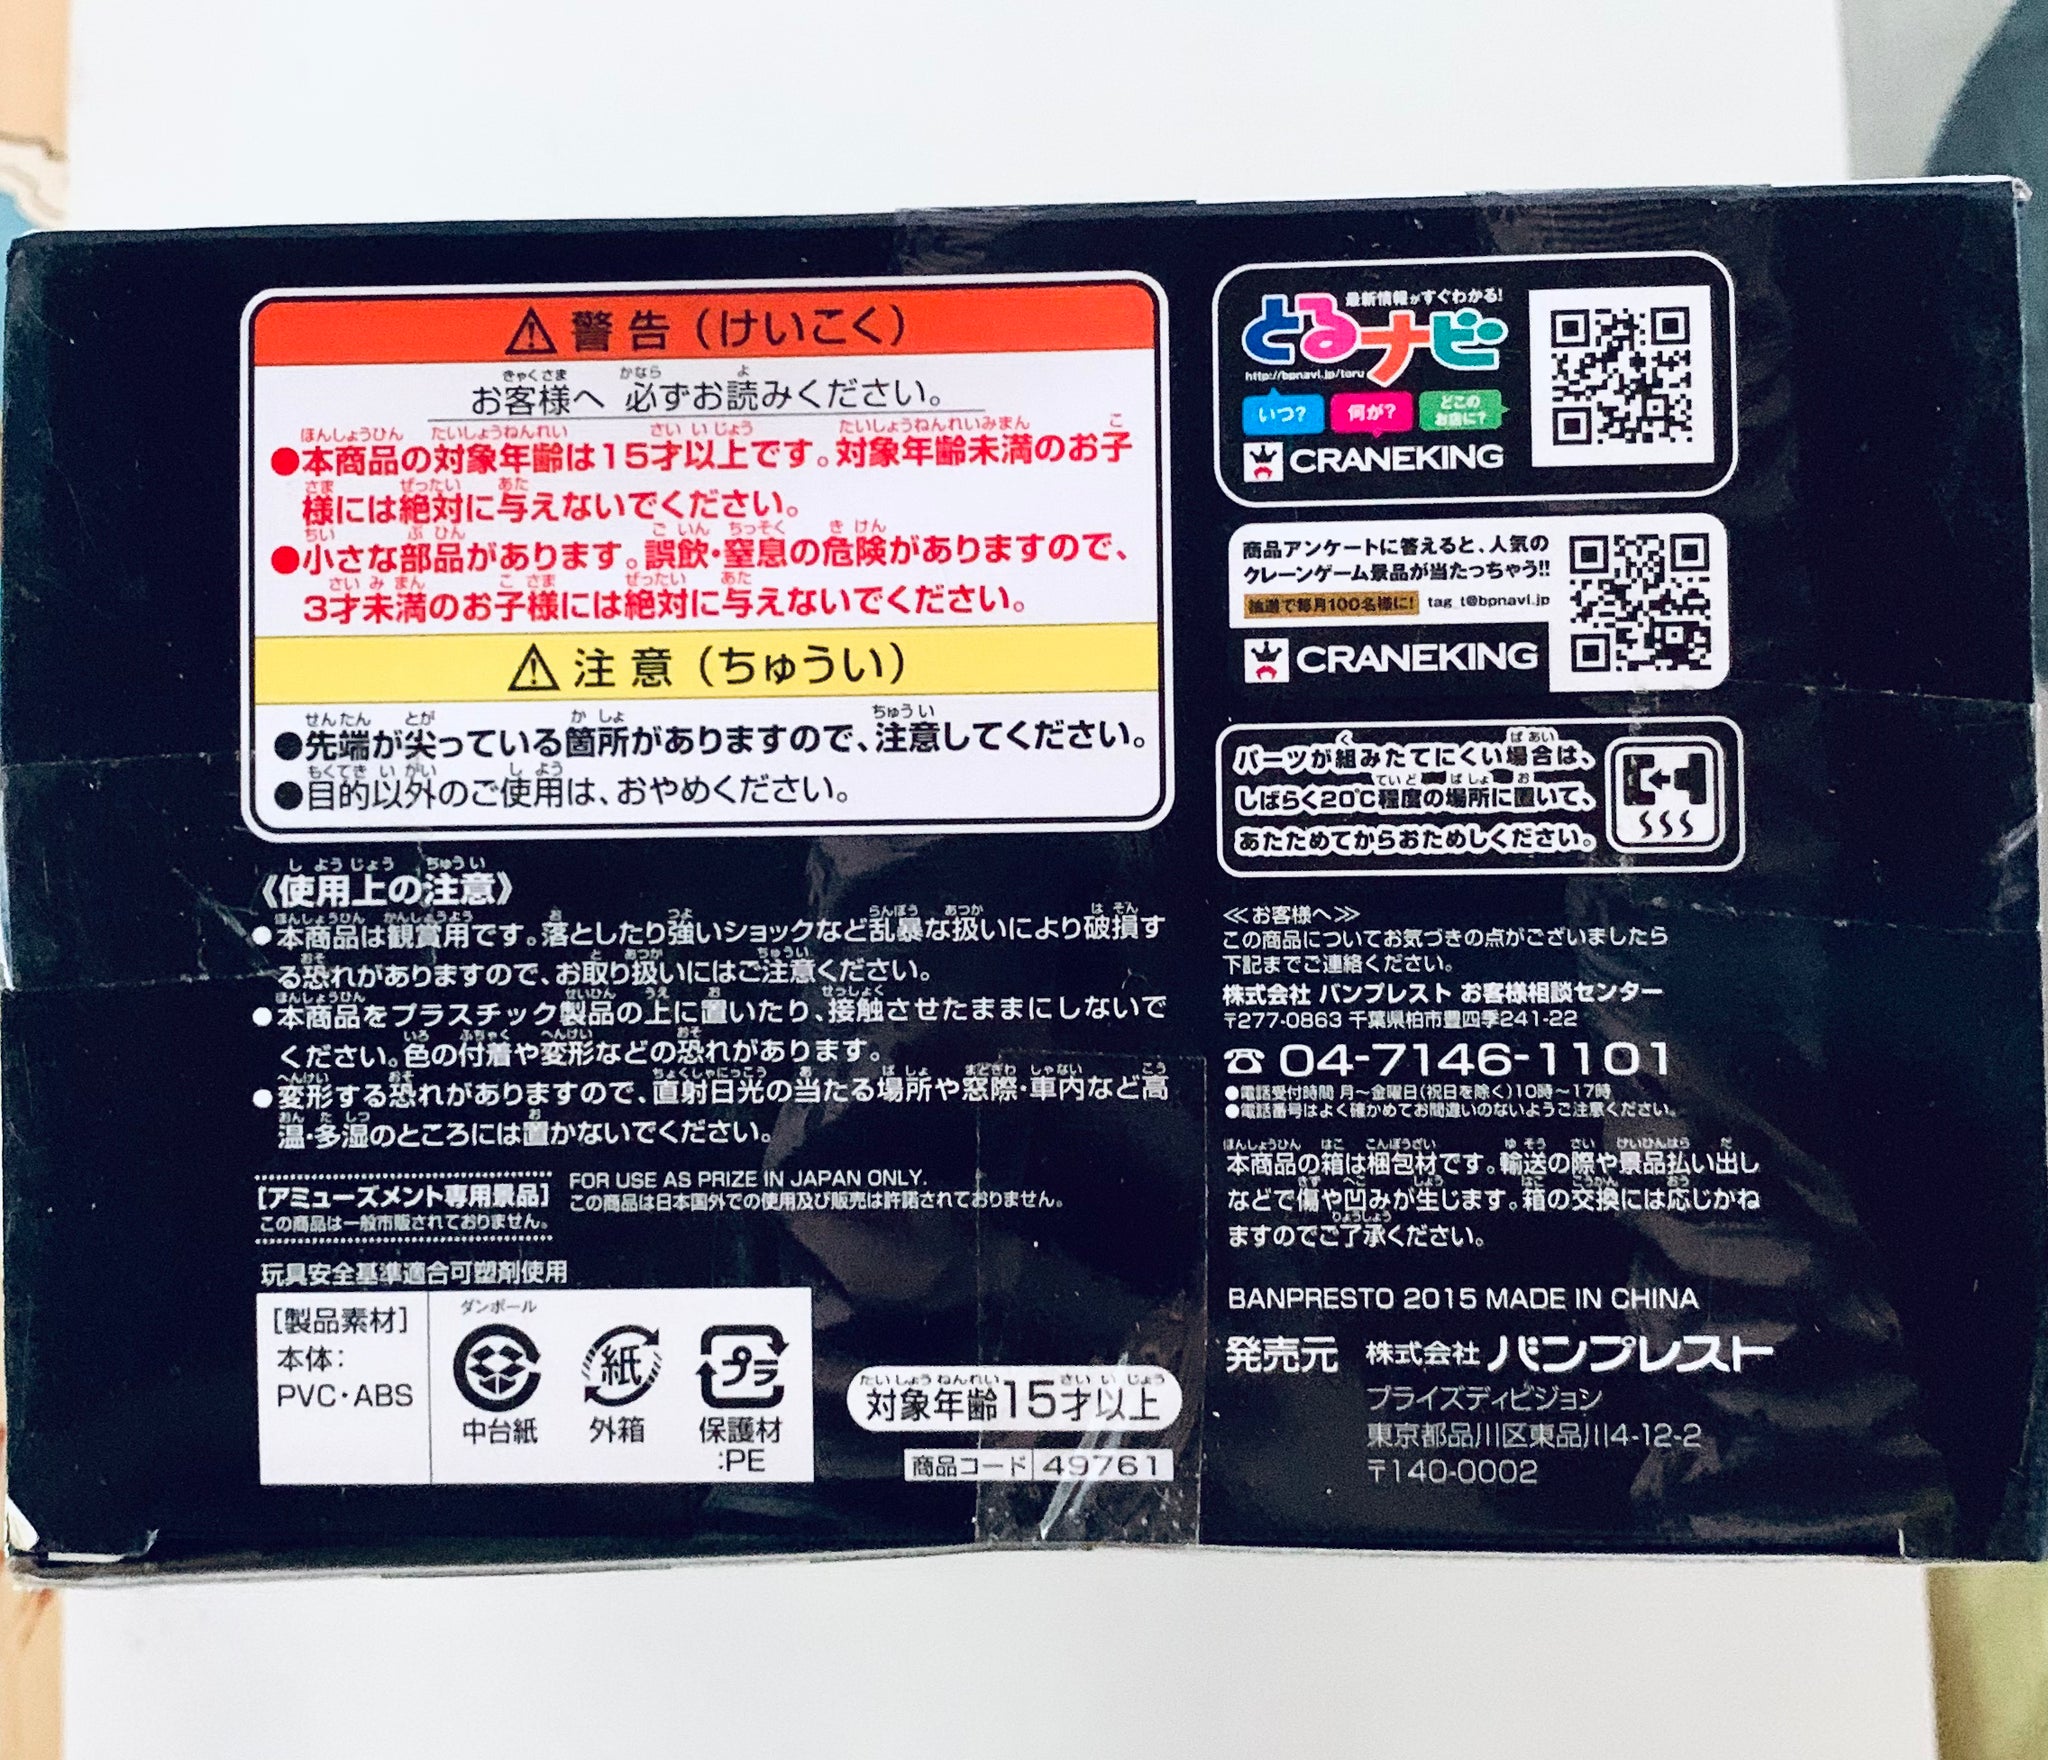 ⚠警告（けいこく）
お客様へ 必ずお読みください。
●本商品の対象年齢は15才以上です。対象年齢未満のお子
様には絶対に与えないでください。
●小さな部品があります。誤飲・窒息の危険がありますので、
3才未満のお子様には絶対に与えないでください。
⚠注意（ちゅうい）
●先端が尖っている箇所がありますので、注意してください。
●目的以外のご使用は、おやめください。
《使用上の注意》
●本商品は観賞用です。落としたり強いショックなど乱暴な扱いにより破損す
る恐れがありますので、お取り扱いにはご注意ください。
●本商品をプラスチック製品の上に置いたり、接触させたままにしないで
ください。色の付着や変形などの恐れがあります。
●変形する恐れがありますので、直射日光の当たる場所や窓際・車内など高
温・多湿のところには置かないでください。
[アミューズメント専用景品]
この商品は一般市販されておりません。
FOR USE AS PRIZE IN JAPAN ONLY.
この商品は日本国外での使用及び販売は許諾されておりません。
玩具安全基準適合可塑剤使用
[製品素材]
本体：
PVC・ABS
ダンボール
中台紙
紙
外箱
プラ
保護材
:PE
対象年齢15才以上
商品コード 49761
最新情報がすぐわかる!
とるナビ
http://bpnavi.jp/toru
いつ?
何が?
どこの
お店に?
CRANEKING
商品アンケートに答えると、人気の
クレーンゲーム景品が当たっちゃう!!
抽選で毎月100名様に!
tag_t@bpnavi.jp
CRANEKING
パーツが組みたてにくい場合は、
しばらく20℃程度の場所に置いて、
あたためてからおためしください。
≪お客様へ≫
この商品についてお気づきの点がございましたら
下記までご連絡ください。
株式会社 バンプレスト お客様相談センター
〒277-0863 千葉県柏市豊四季241-22
☎04-7146-1101
●電話受付時間 月〜金曜日(祝日を除く)10時〜17時
●電話番号はよく確かめてお間違いのないようご注意ください。
本商品の箱は梱包材です。輸送の際や景品払い出し
などで傷や凹みが生じます。箱の交換には応じかね
ますのでご了承ください。
BANPRESTO 2015 MADE IN CHINA
発売元 株式会社バンプレスト
プライズディビジョン
東京都品川区東品川4-12-2
〒140-0002